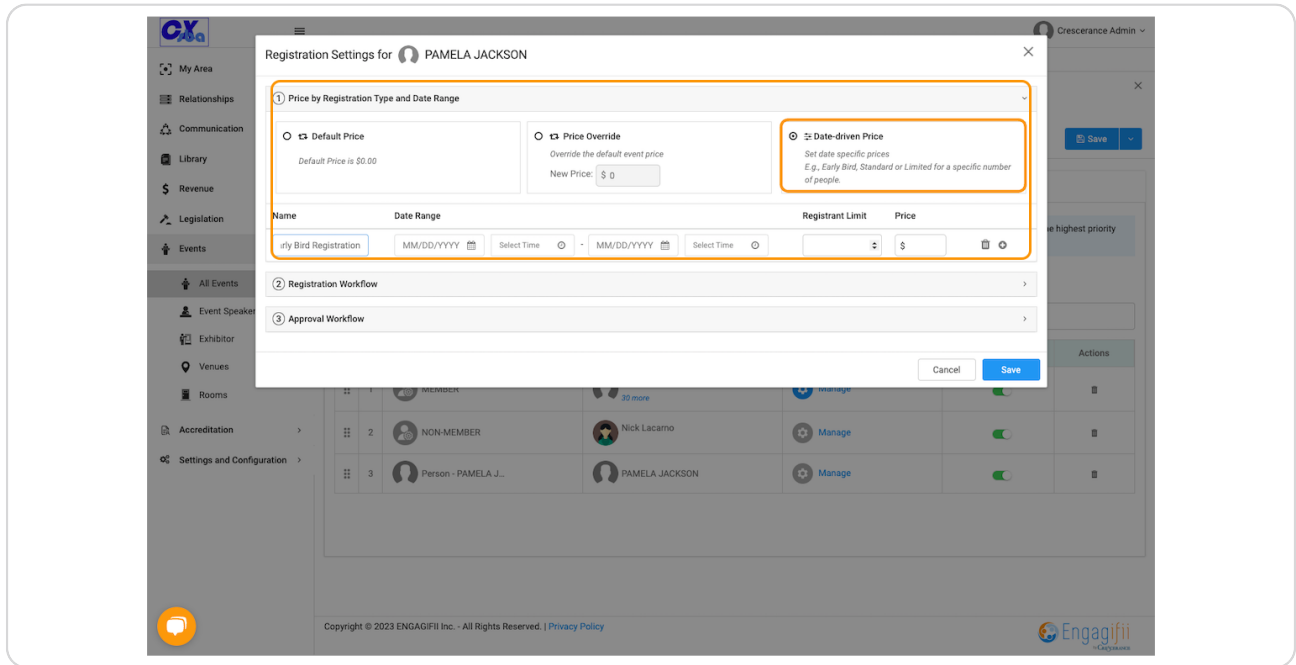 CXsba
Crescerance Admin
Registration Settings for PAMELA JACKSON
My Area
Relationships
Communication
Library
Revenue
Legislation
Events
All Events
Event Speaker
Exhibitor
Venues
Rooms
Accreditation
Settings and Configuration
1 Price by Registration Type and Date Range
Default Price
Default Price is $0.00
Price Override
Override the default event price
New Price: $ 0
Date-driven Price
Set date specific prices
E.g., Early Bird, Standard or Limited for a specific number
of people.
Save
Name Date Range Registrant Limit Price
rly Bird Registration MM/DD/YYYY Select Time - MM/DD/YYYY Select Time $
e highest priority
2 Registration Workflow
3 Approval Workflow
Cancel Save
Actions
1 MEMBER 30 more Manage
2 NON-MEMBER Nick Lacarno Manage
3 Person - PAMELA J... PAMELA JACKSON Manage
Copyright © 2023 ENGAGIFII Inc. - All Rights Reserved. | Privacy Policy
Engagifii
by Crescerance